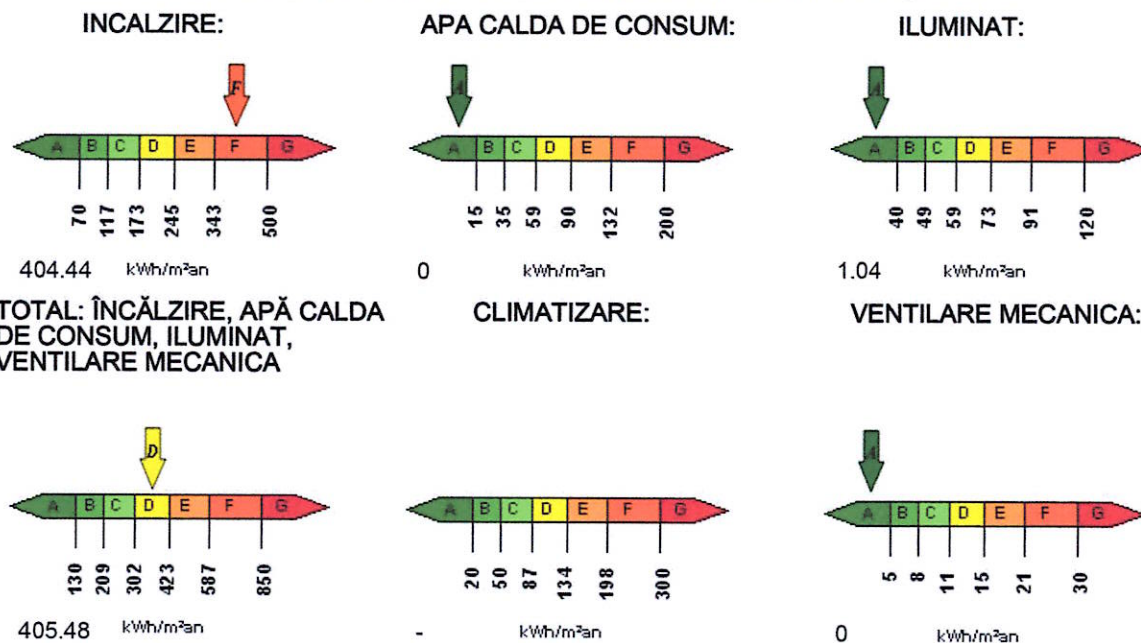 INCALZIRE:
F
A B C D E F G
70 117 173 245 343 500
404.44 kWh/m²an
APA CALDA DE CONSUM:
A
A B C D E F G
15 35 59 90 132 200
0 kWh/m²an
ILUMINAT:
A
A B C D E F G
40 49 59 73 91 120
1.04 kWh/m²an
TOTAL: ÎNCĂLZIRE, APĂ CALDA
DE CONSUM, ILUMINAT,
VENTILARE MECANICA
D
A B C D E F G
130 209 302 423 587 850
405.48 kWh/m²an
CLIMATIZARE:
A B C D E F G
20 50 87 134 198 300
- kWh/m²an
VENTILARE MECANICA:
A
A B C D E F G
5 8 11 15 21 30
0 kWh/m²an